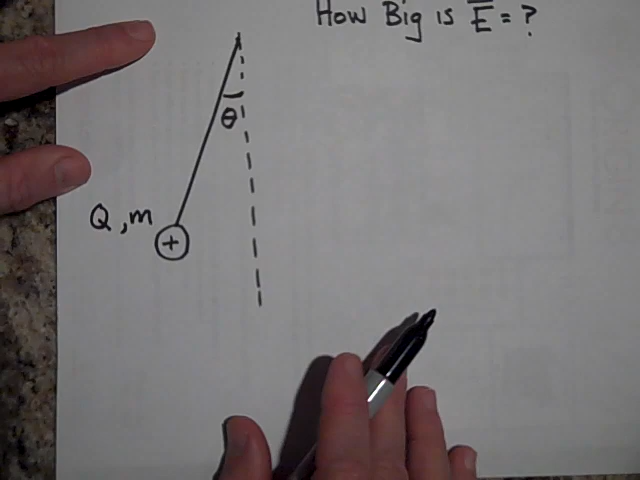 How Big is E = ?
θ
Q, m
+